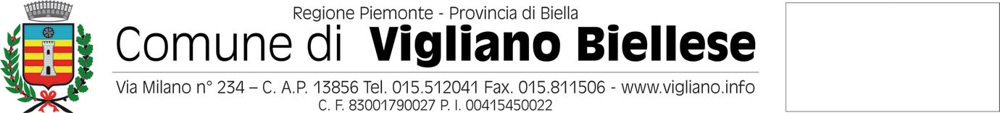 Regione Piemonte - Provincia di Biella
Comune di Vigliano Biellese
Via Milano n° 234 – C. A.P. 13856 Tel. 015.512041 Fax. 015.811506 - www.vigliano.info
C. F. 83001790027 P. I. 00415450022